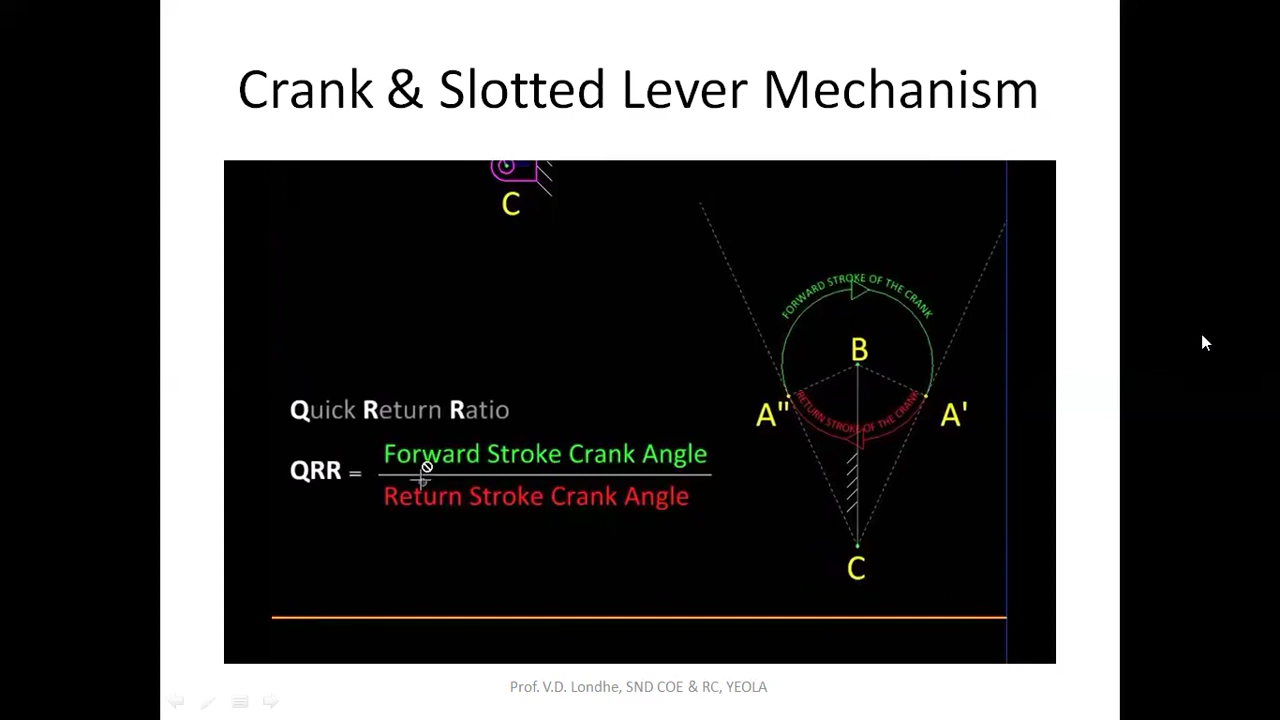 Crank & Slotted Lever Mechanism
C
FORWARD STROKE OF THE CRANK
B
RETURN STROKE OF THE CRANK
A"
A'
Quick Return Ratio
QRR =
Forward Stroke Crank Angle
Return Stroke Crank Angle
C
Prof. V.D. Londhe, SND COE & RC, YEOLA